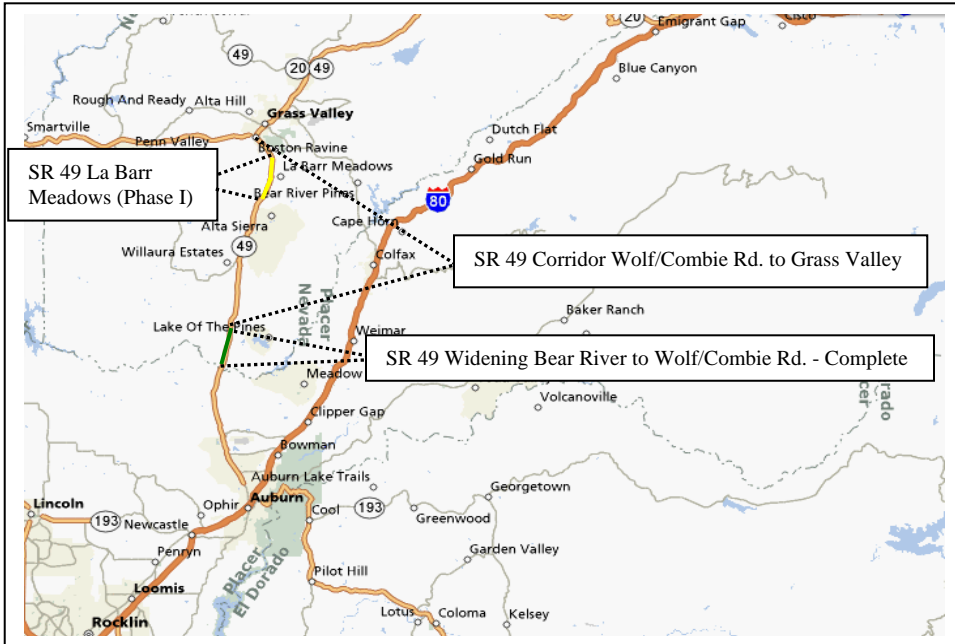 20
Emigrant Gap
Cisco
49
20 49
Blue Canyon
Rough And Ready
Alta Hill
Grass Valley
Smartville
Penn Valley
Boston Ravine
Dutch Flat
Gold Run
SR 49 La Barr
Meadows (Phase I)
La Barr Meadows
Bear River Pines
80
Alta Sierra
Cape Horn
49
Willaura Estates
Colfax
SR 49 Corridor Wolf/Combie Rd. to Grass Valley
Placer
Nevada
Baker Ranch
Lake Of The Pines
Weimar
SR 49 Widening Bear River to Wolf/Combie Rd. - Complete
Meadow
Volcanoville
Placer
Clipper Gap
Bowman
Auburn Lake Trails
Georgetown
Lincoln
Ophir
Auburn
Cool
193
Greenwood
193
Newcastle
Penryn
Garden Valley
Placer
El Dorado
Pilot Hill
Loomis
Lotus
Coloma
Kelsey
Rocklin